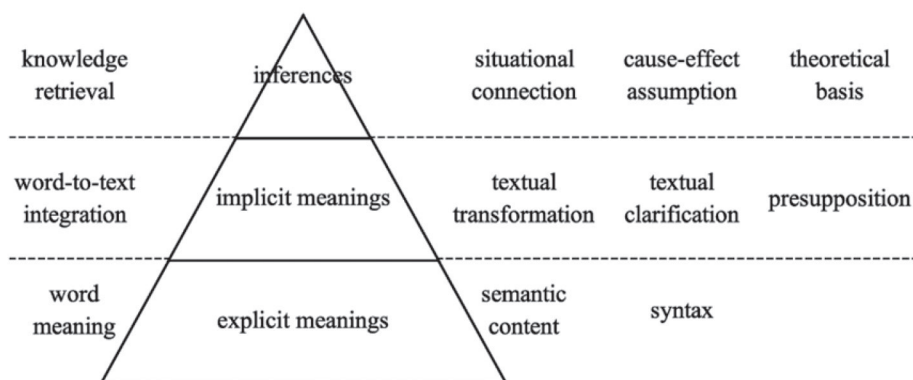 knowledge
retrieval
inferences
situational
connection
cause-effect
assumption
theoretical
basis
word-to-text
integration
implicit meanings
textual
transformation
textual
clarification
presupposition
word
meaning
explicit meanings
semantic
content
syntax